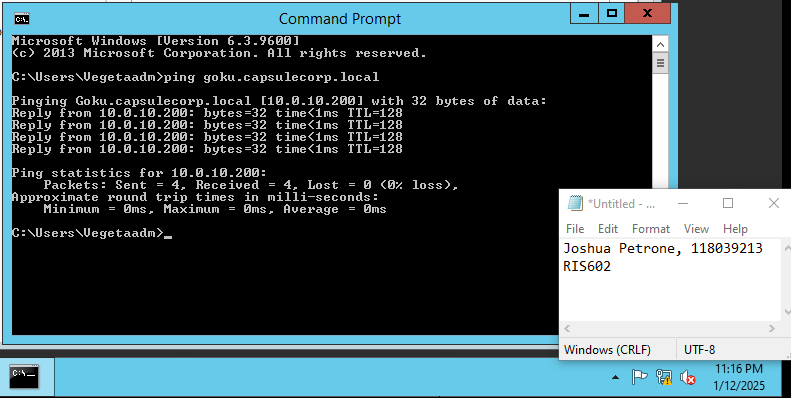 Command Prompt
Microsoft Windows [Version 6.3.9600]
(c) 2013 Microsoft Corporation. All rights reserved.
C:\Users\Vegetaadm>ping goku.capsulecorp.local
Pinging Goku.capsulecorp.local [10.0.10.200] with 32 bytes of data:
Reply from 10.0.10.200: bytes=32 time<1ms TTL=128
Reply from 10.0.10.200: bytes=32 time<1ms TTL=128
Reply from 10.0.10.200: bytes=32 time<1ms TTL=128
Reply from 10.0.10.200: bytes=32 time<1ms TTL=128
Ping statistics for 10.0.10.200:
    Packets: Sent = 4, Received = 4, Lost = 0 (0% loss),
Approximate round trip times in milli-seconds:
    Minimum = 0ms, Maximum = 0ms, Average = 0ms
C:\Users\Vegetaadm>_
*Untitled - ...
File Edit Format View Help
Joshua Petrone, 118039213
RIS602
Windows (CRLF) UTF-8
11:16 PM
1/12/2025